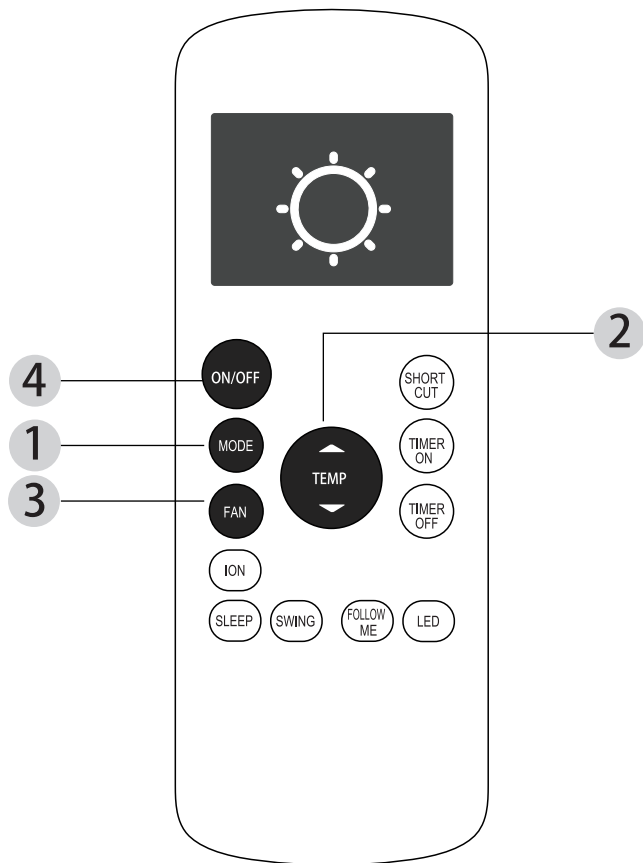 2
4
ON/OFF
SHORT
CUT
1
MODE
TEMP
TIMER
ON
3
FAN
TIMER
OFF
ION
SLEEP
SWING
FOLLOW
ME
LED